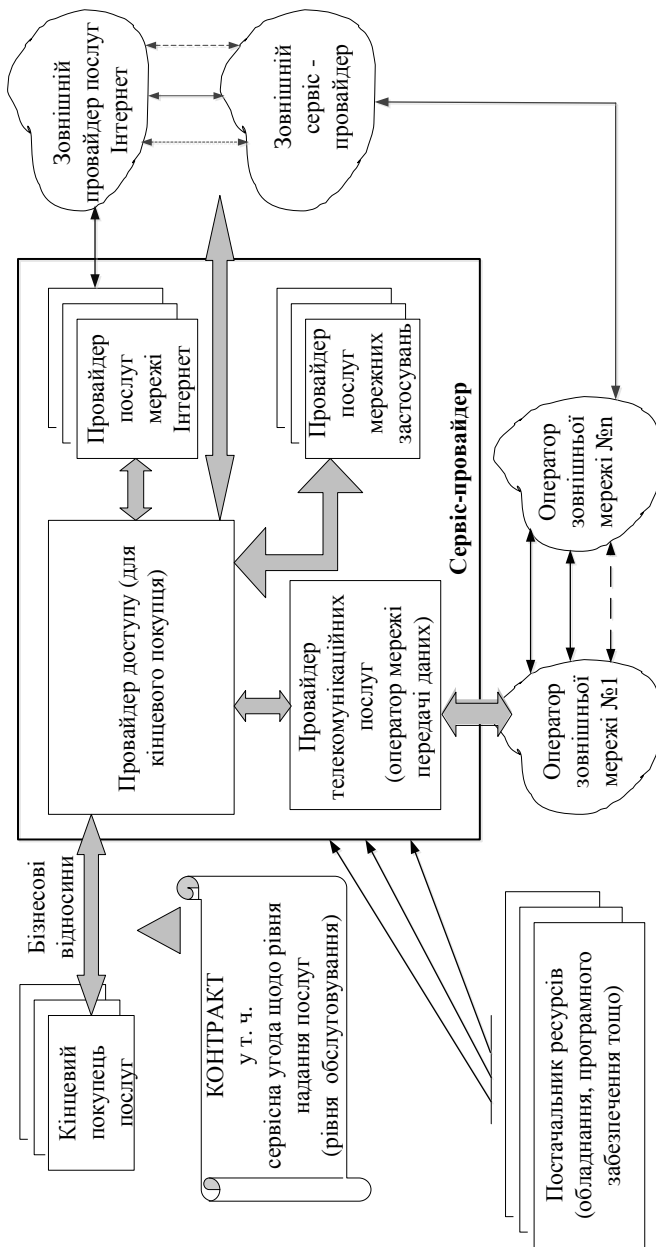 Кінцевий
покупець
послуг
Бізнесові
відносини
Провайдер доступу (для
кінцевого покупця)
Провайдер
послуг
мережі
Інтернет
Зовнішній
провайдер послуг
Інтернет
КОНТРАКТ
у т. ч.
сервісна угода щодо рівня
надання послуг
(рівня обслуговування)
Провайдер
телекомунікаційних
послуг
(оператор мережі
передачі даних)
Провайдер
послуг
мережних
застосувань
Зовнішній
сервіс -
провайдер
Сервіс-провайдер
Постачальник ресурсів
(обладнання, програмного
забезпечення тощо)
Оператор
зовнішньої
мережі №1
Оператор
зовнішньої
мережі №n